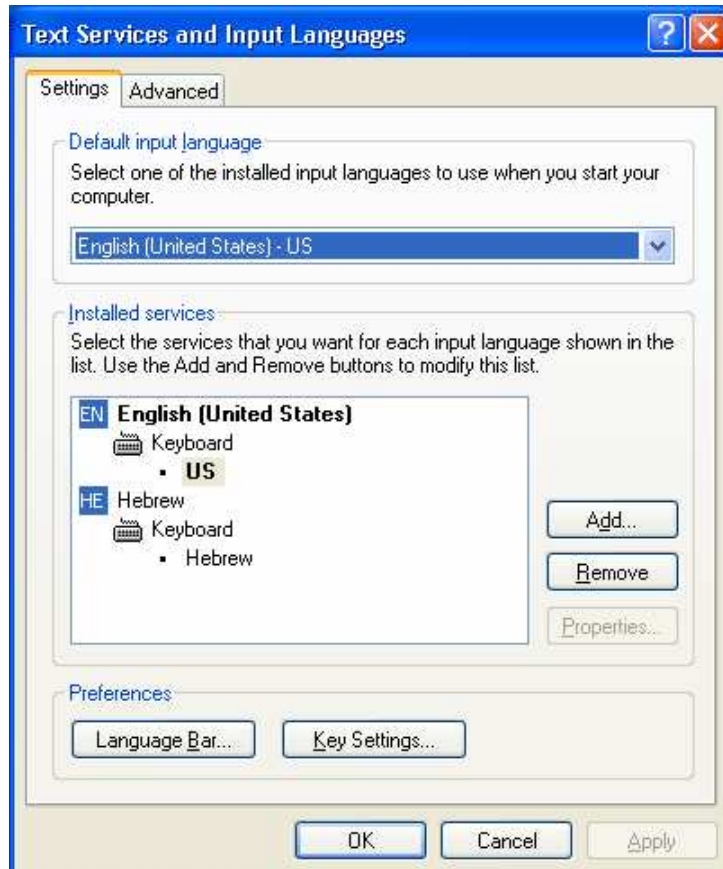 Text Services and Input Languages
Settings
Advanced
Default input language
Select one of the installed input languages to use when you start your
computer.
English (United States) - US
Installed services
Select the services that you want for each input language shown in the
list. Use the Add and Remove buttons to modify this list.
EN English (United States)
Keyboard
• US
HE Hebrew
Keyboard
• Hebrew
Add...
Remove
Properties...
Preferences
Language Bar...
Key Settings...
OK
Cancel
Apply